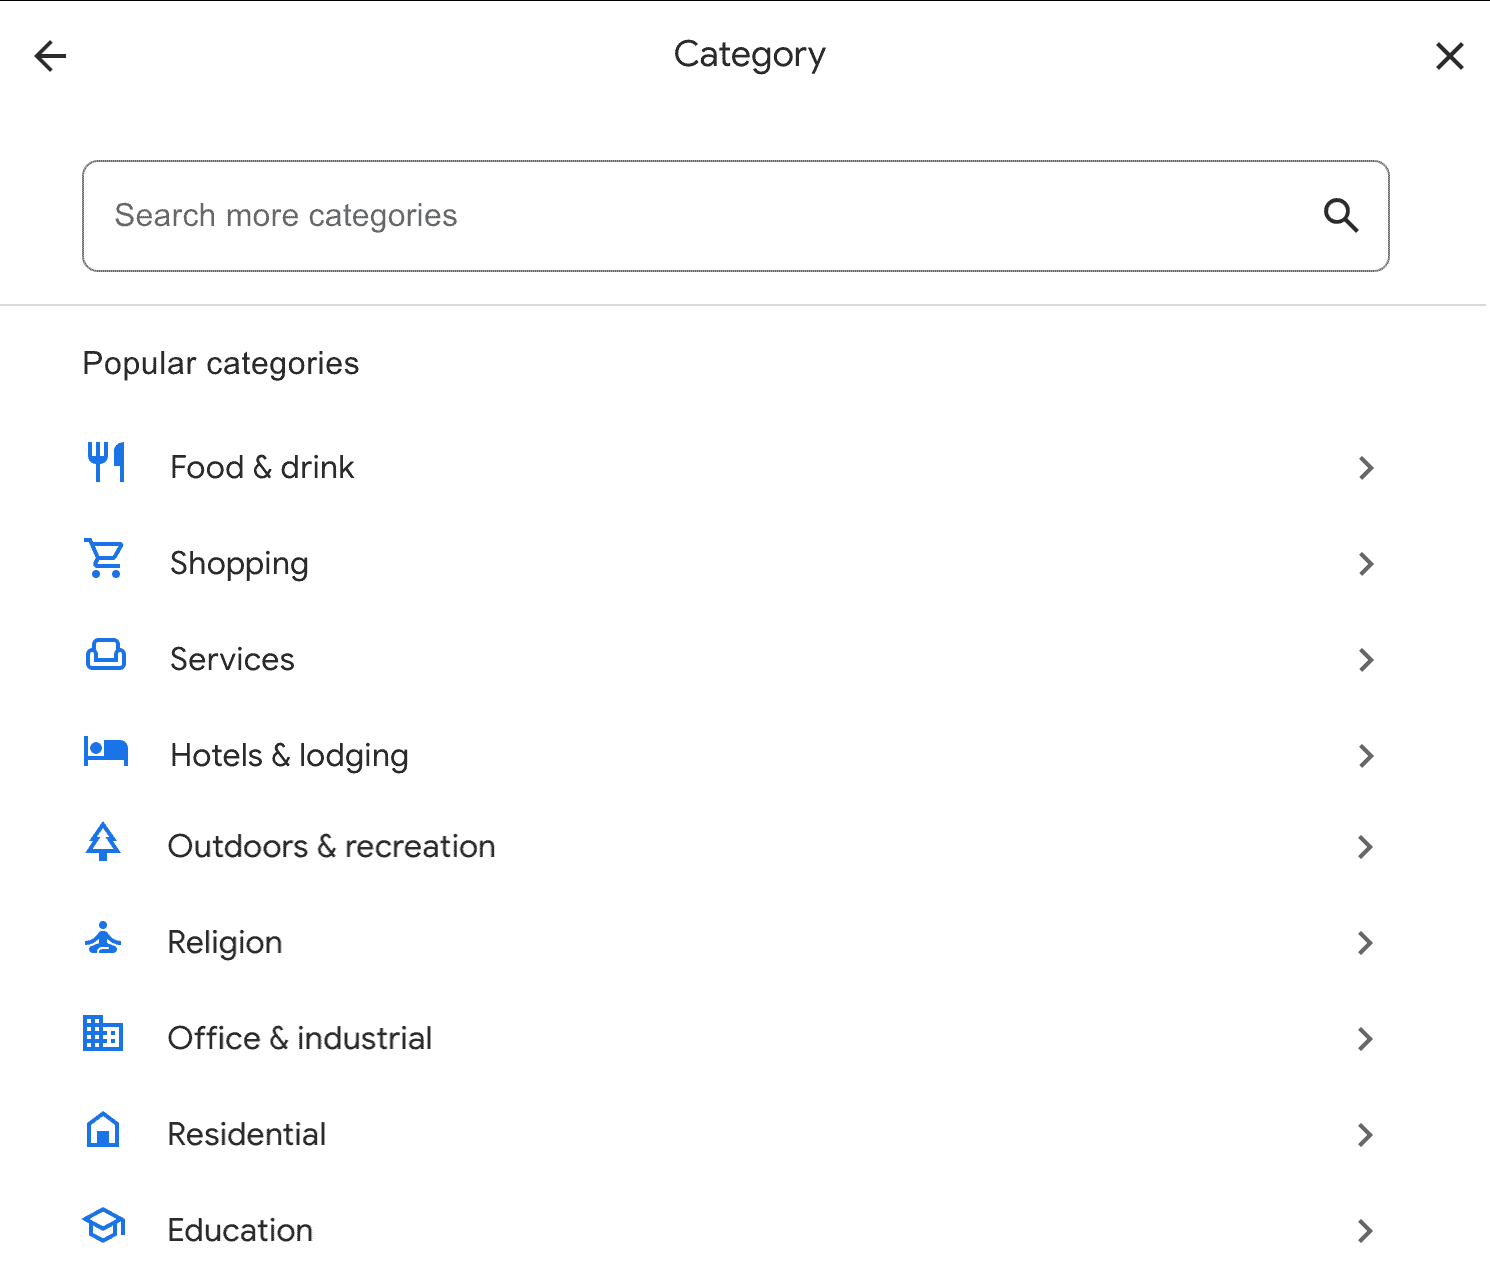 Category
Search more categories
Popular categories
Food & drink
Shopping
Services
Hotels & lodging
Outdoors & recreation
Religion
Office & industrial
Residential
Education